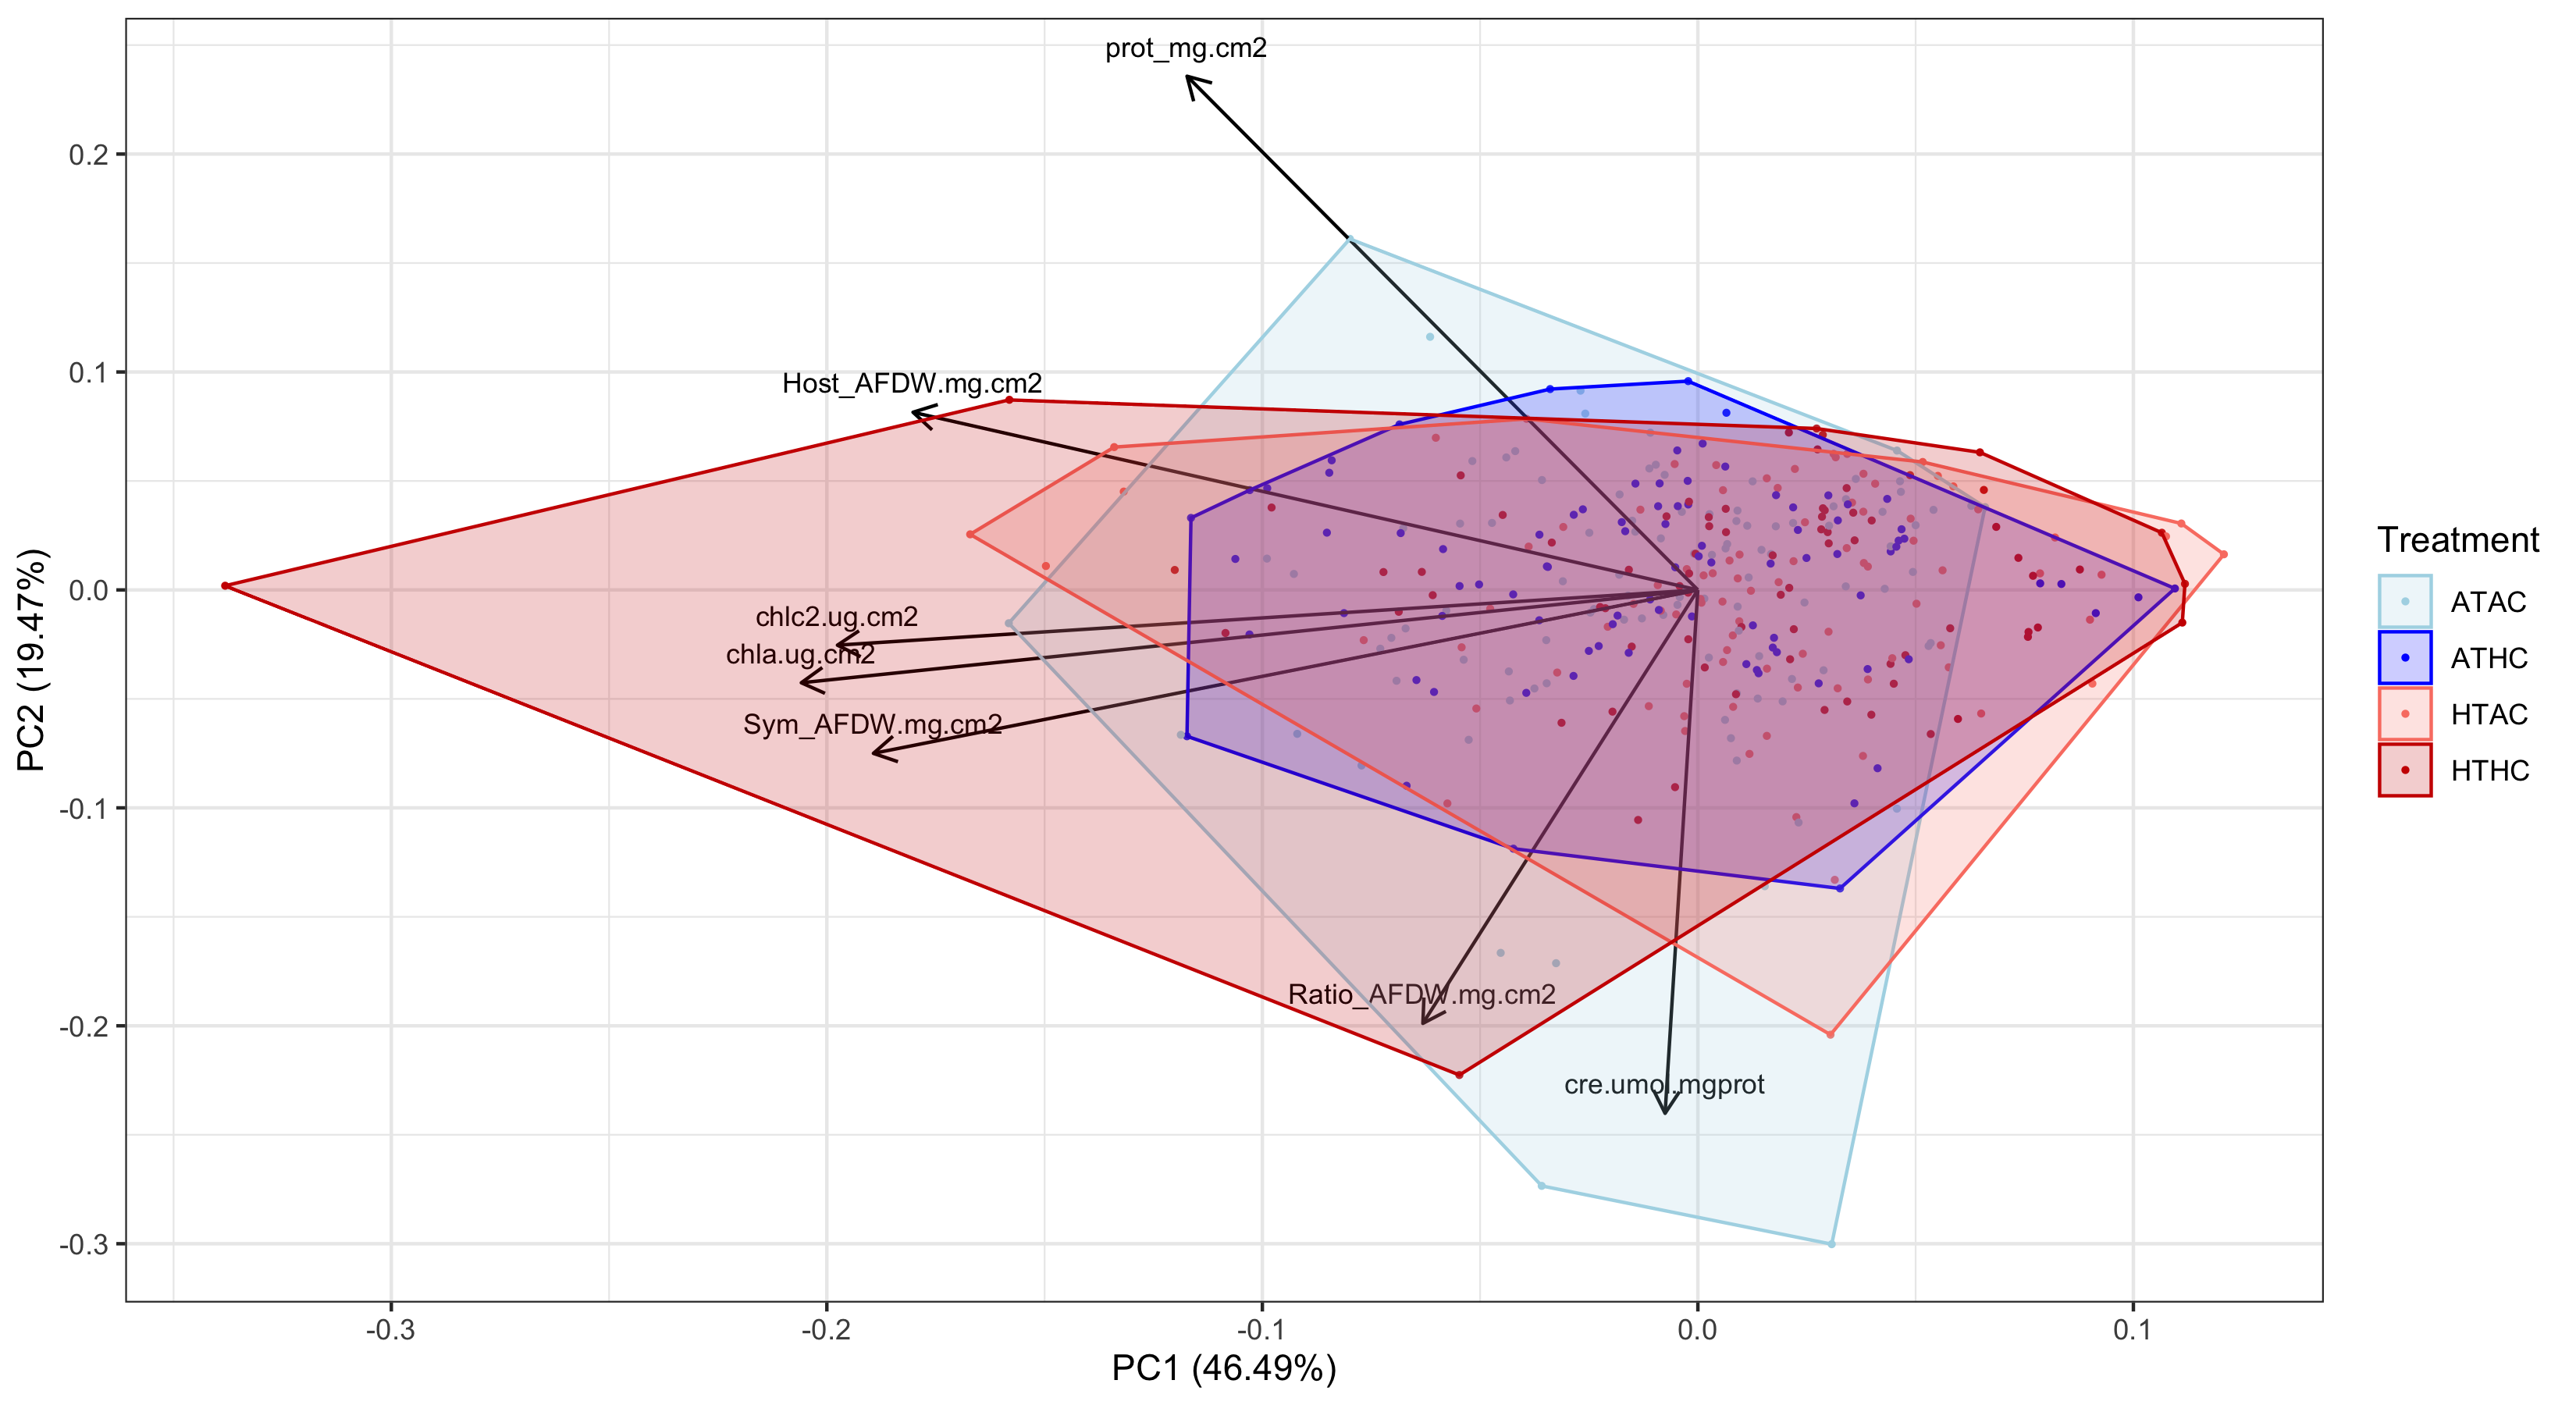 prot_mg.cm2
Host_AFDW.mg.cm2
chlc2.ug.cm2
chla.ug.cm2
Sym_AFDW.mg.cm2
Ratio_AFDW.mg.cm2
cre.umol.mgprot
0.2
0.1
0.0
-0.1
-0.2
-0.3
PC2 (19.47%)
-0.3
-0.2
-0.1
0.0
0.1
PC1 (46.49%)
Treatment
ATAC
ATHC
HTAC
HTHC